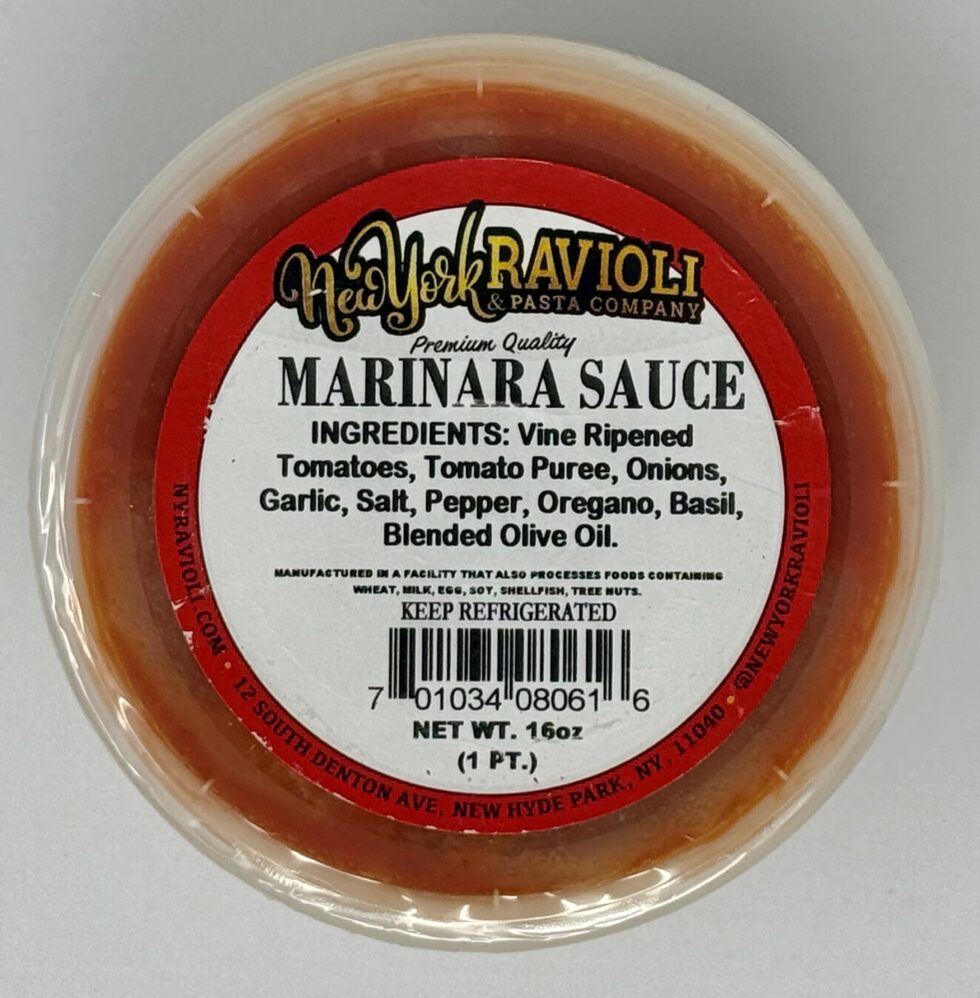 New York RAVIOLI
& PASTA COMPANY
Premium Quality
MARINARA SAUCE
INGREDIENTS: Vine Ripened
Tomatoes, Tomato Puree, Onions,
Garlic, Salt, Pepper, Oregano, Basil,
Blended Olive Oil.
MANUFACTURED IN A FACILITY THAT ALSO PROCESSES FOODS CONTAINING
WHEAT, MILK, EGG, SOY, SHELLFISH, TREE NUTS.
KEEP REFRIGERATED
7 01034 08061 6
NET WT. 16oz
(1 PT.)
NYRAVIOLI.COM • 12 SOUTH DENTON AVE, NEW HYDE PARK, NY, 11040 • @NEWYORKRAVIOLI